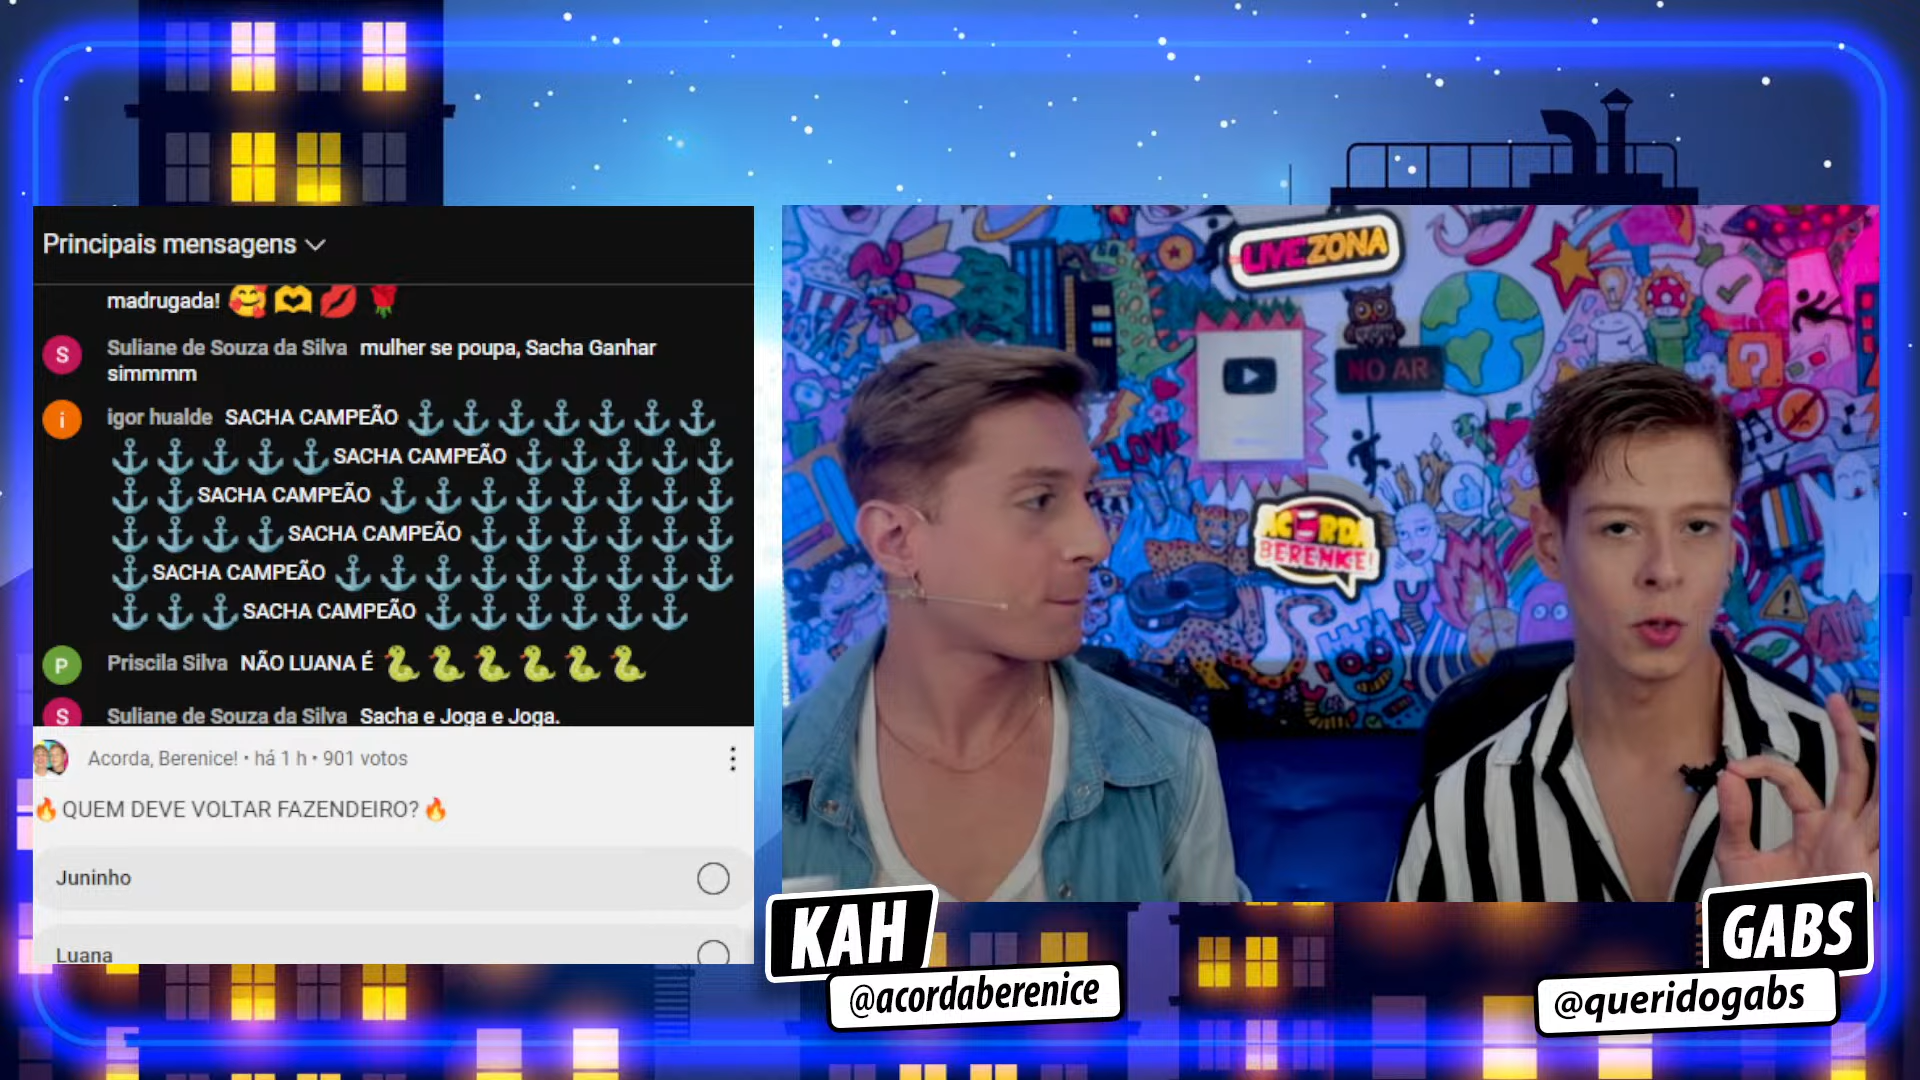 Principais mensagens
madrugada! 🥰 🫶 💋 🌹
S Suliane de Souza da Silva mulher se poupa, Sacha Ganhar
simmmm
i igor hualde SACHA CAMPEÃO ⚓⚓⚓⚓⚓⚓⚓
⚓⚓⚓⚓⚓SACHA CAMPEÃO ⚓⚓⚓⚓⚓
⚓⚓SACHA CAMPEÃO ⚓⚓⚓⚓⚓⚓⚓⚓
⚓⚓⚓⚓SACHA CAMPEÃO ⚓⚓⚓⚓⚓⚓
⚓SACHA CAMPEÃO ⚓⚓⚓⚓⚓⚓⚓⚓⚓
⚓⚓⚓SACHA CAMPEÃO ⚓⚓⚓⚓⚓⚓
P Priscila Silva NÃO LUANA É 🐍🐍🐍🐍🐍🐍
S Suliane de Souza da Silva Sacha e Joga e Joga.
Acorda, Berenice! • há 1 h • 901 votos
🔥 QUEM DEVE VOLTAR FAZENDEIRO? 🔥
Juninho
Luana
LIVEZONA
NO AR
LOVE
ACORDA
BERENICE!
KAH
@acordaberenice
GABS
@queridogabs